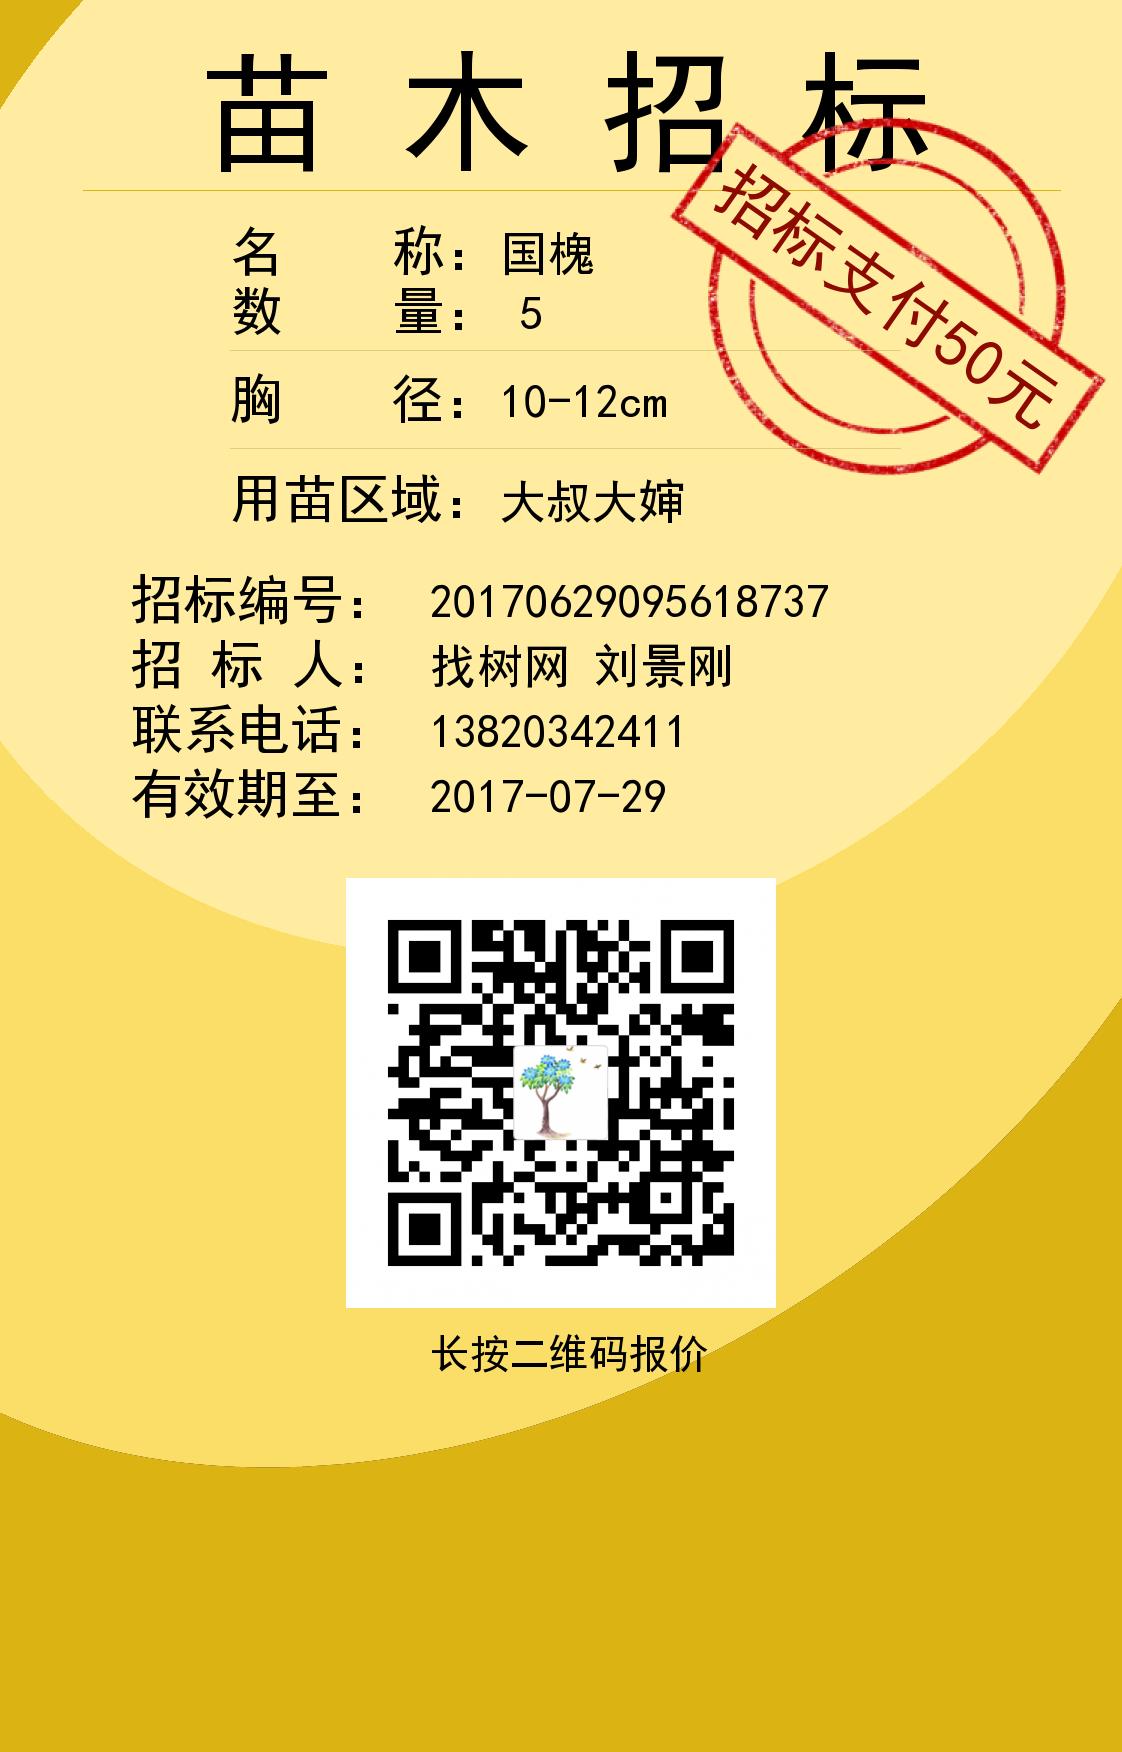 苗木招标
招标支付50元
名 称：国槐
数 量：5
胸 径：10-12cm
用苗区域：大叔大婶
招标编号：20170629095618737
招 标 人：找树网 刘景刚
联系电话：13820342411
有效期至：2017-07-29
长按二维码报价